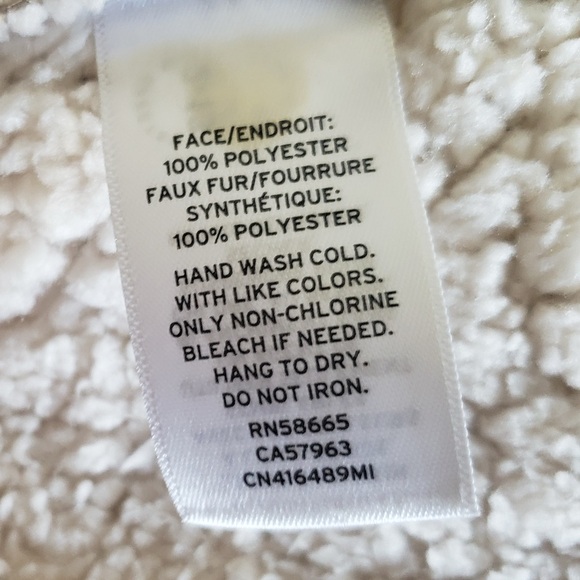 FACE/ENDROIT:
100% POLYESTER
FAUX FUR/FOURRURE
SYNTHÉTIQUE:
100% POLYESTER
HAND WASH COLD.
WITH LIKE COLORS.
ONLY NON-CHLORINE
BLEACH IF NEEDED.
HANG TO DRY.
DO NOT IRON.
RN58665
CA57963
CN416489MI